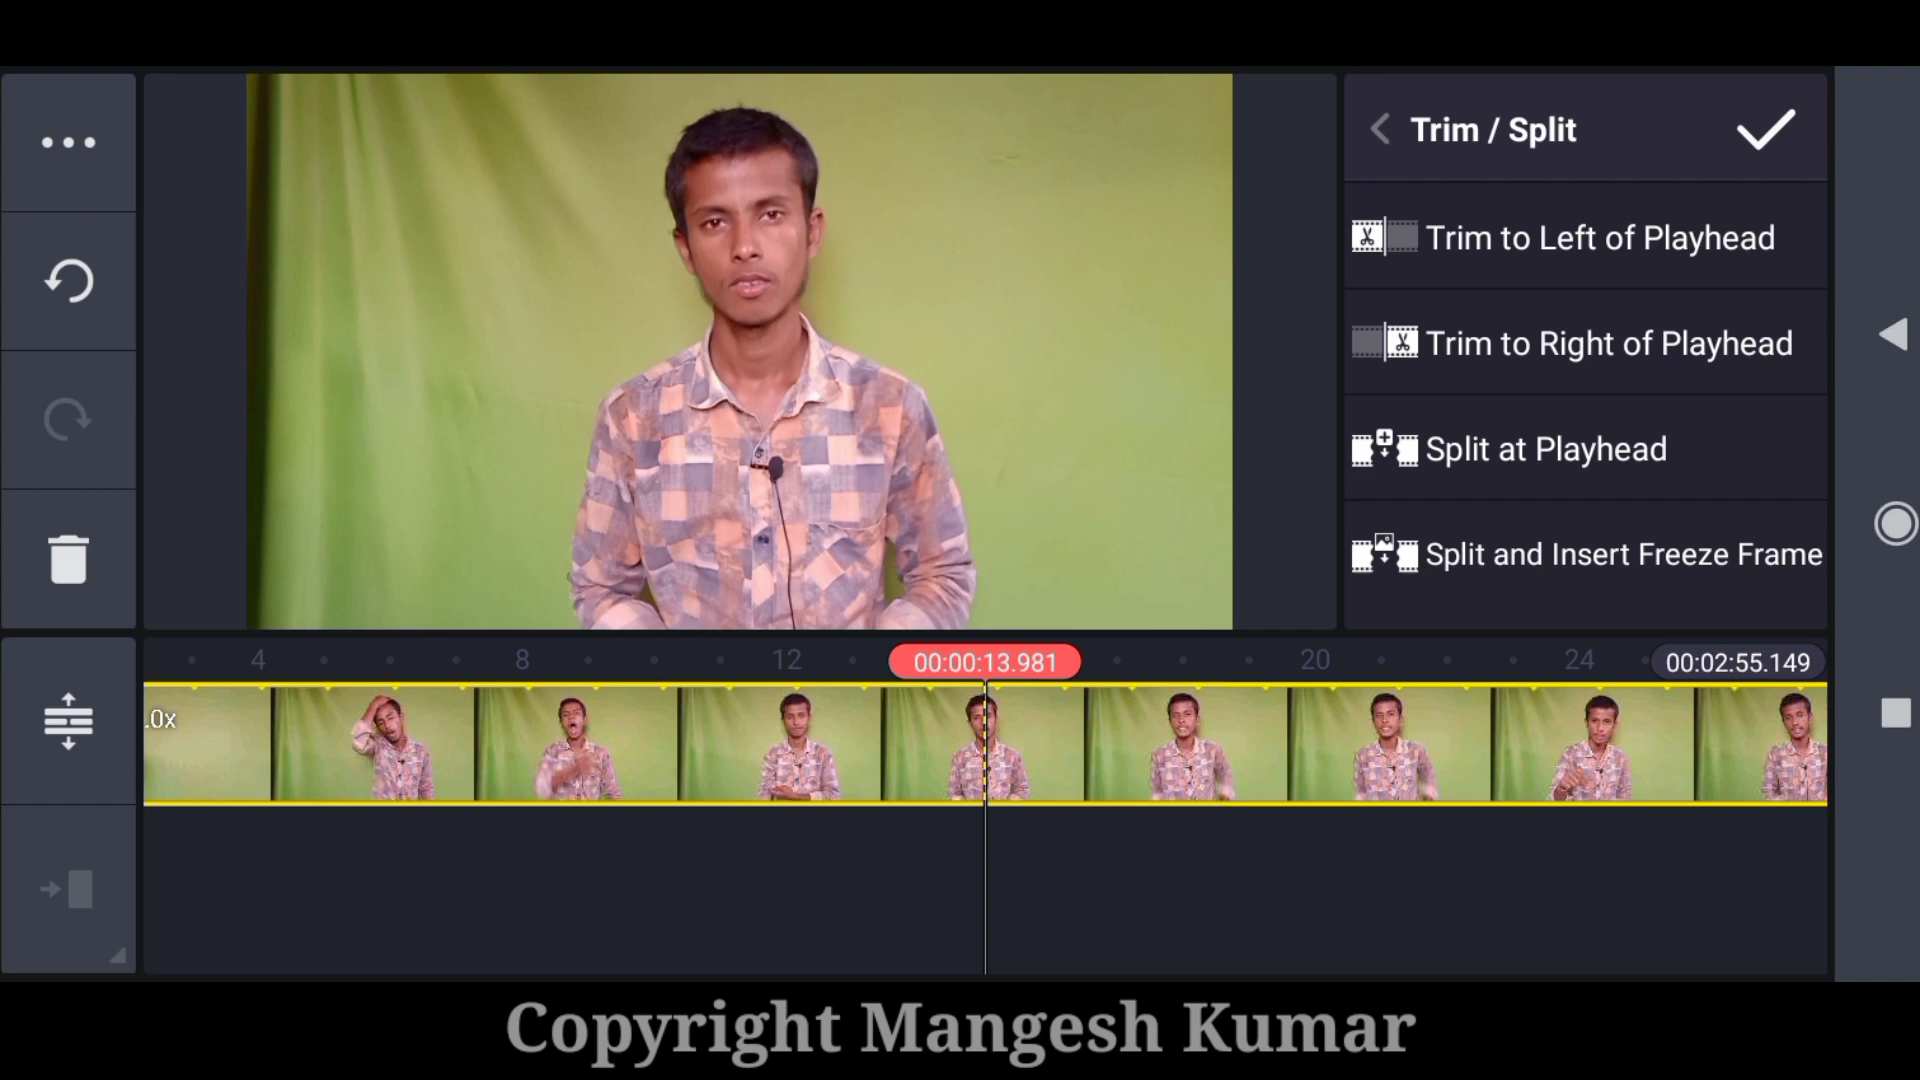 Trim / Split
Trim to Left of Playhead
Trim to Right of Playhead
Split at Playhead
Split and Insert Freeze Frame
4 8 12 00:00:13.981 20 24 00:02:55.149
.0x
Copyright Mangesh Kumar